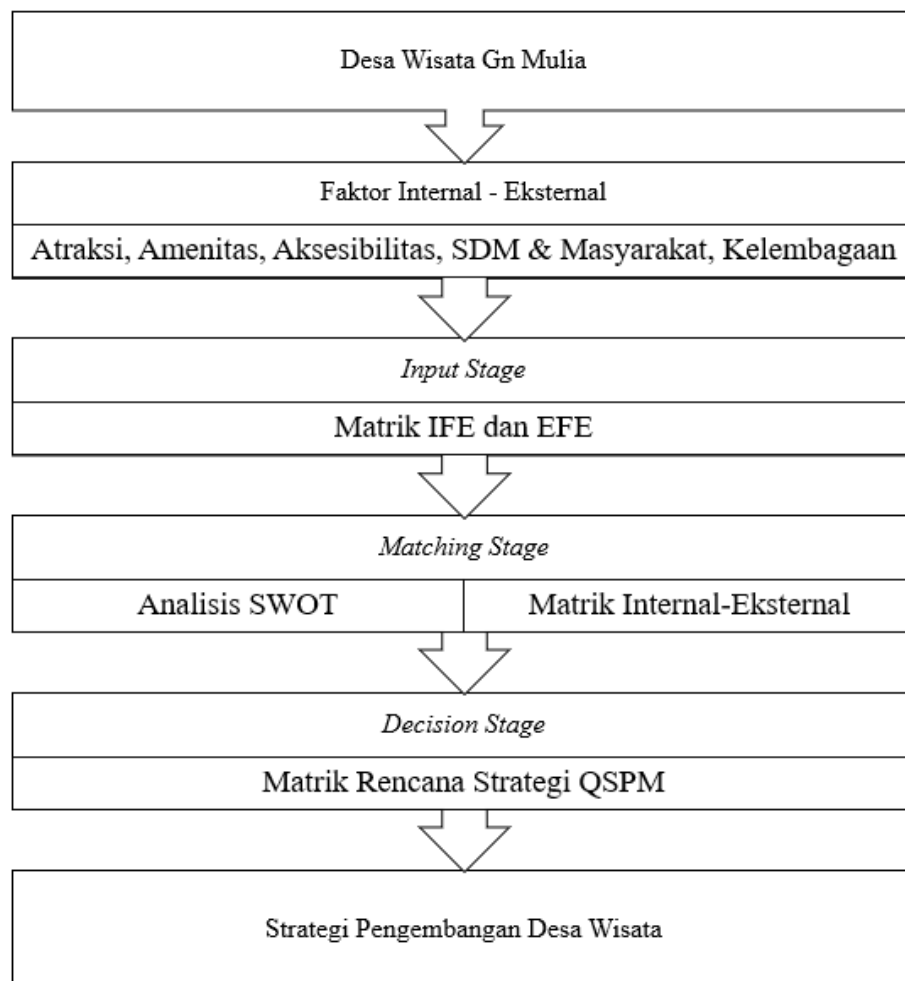 Desa Wisata Gn Mulia
Faktor Internal - Eksternal
Atraksi, Amenitas, Aksesibilitas, SDM & Masyarakat, Kelembagaan
Input Stage
Matrik IFE dan EFE
Matching Stage
Analisis SWOT
Matrik Internal-Eksternal
Decision Stage
Matrik Rencana Strategi QSPM
Strategi Pengembangan Desa Wisata